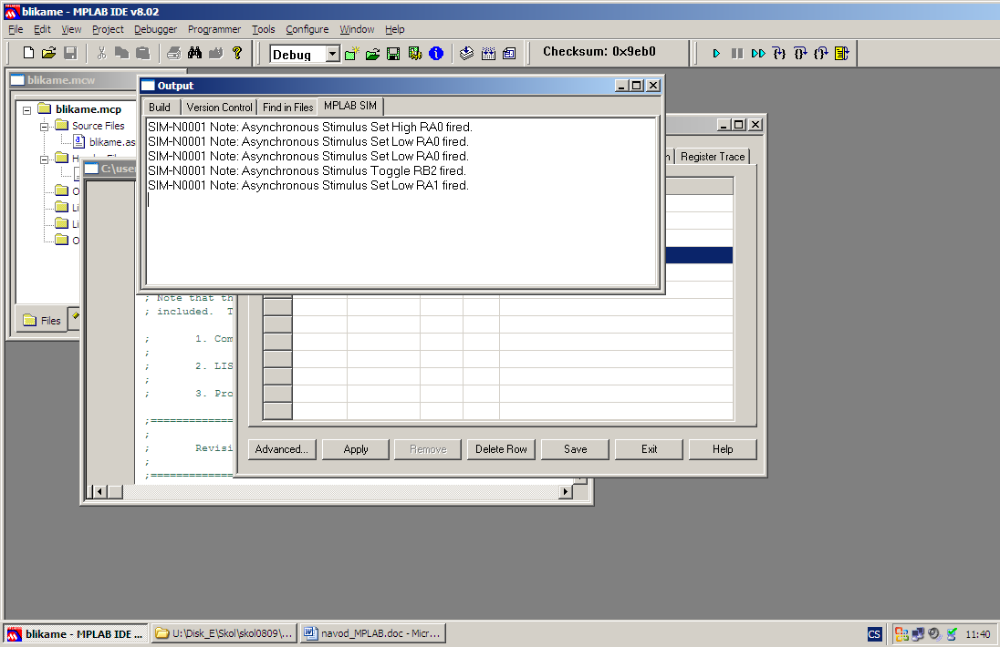 blikame - MPLAB IDE v8.02
File Edit View Project Debugger Programmer Tools Configure Window Help
Debug Checksum: 0x9eb0
blikame.mcw
blikame.mcp
Source Files
blikame.as
Files
Output
Build Version Control Find in Files MPLAB SIM
SIM-N0001 Note: Asynchronous Stimulus Set High RA0 fired.
SIM-N0001 Note: Asynchronous Stimulus Set Low RA0 fired.
SIM-N0001 Note: Asynchronous Stimulus Set Low RA0 fired.
SIM-N0001 Note: Asynchronous Stimulus Toggle RB2 fired.
SIM-N0001 Note: Asynchronous Stimulus Set Low RA1 fired.
Register Trace
C:\use
; Note that th
; included. T
; 1. Com
;
; 2. LIS
;
; 3. Pro
;==============
;
; Revisi
;
;==============
Advanced... Apply Remove Delete Row Save Exit Help
blikame - MPLAB IDE ... U:\Disk_E\Skol\skol0809\... navod_MPLAB.doc - Micr... CS 11:40